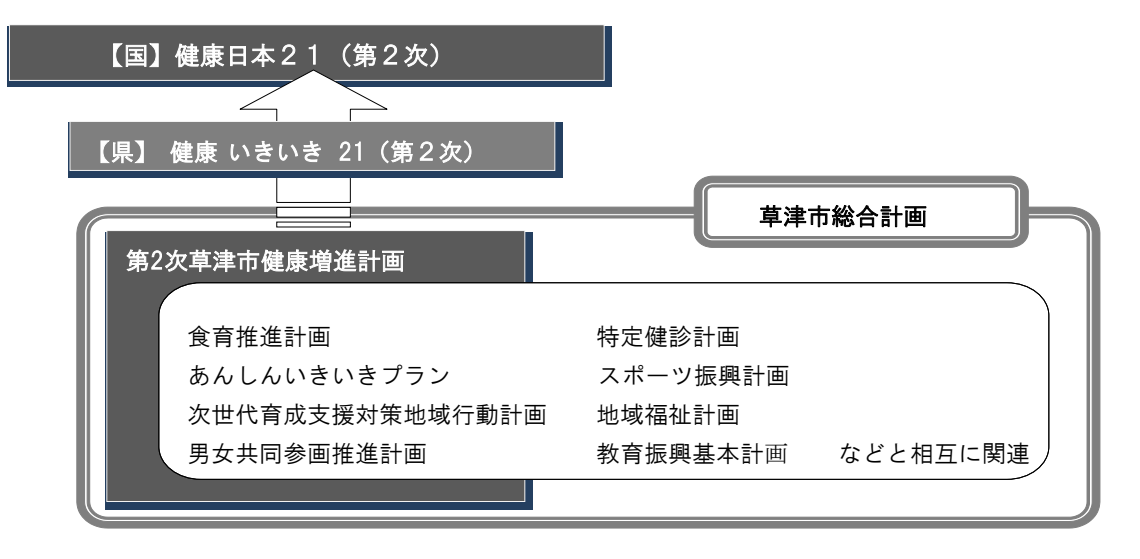 【国】健康日本２１（第２次）
【県】 健康 いきいき 21（第２次）
草津市総合計画
第2次草津市健康増進計画
食育推進計画 特定健診計画
あんしんいきいきプラン スポーツ振興計画
次世代育成支援対策地域行動計画 地域福祉計画
男女共同参画推進計画 教育振興基本計画 などと相互に関連